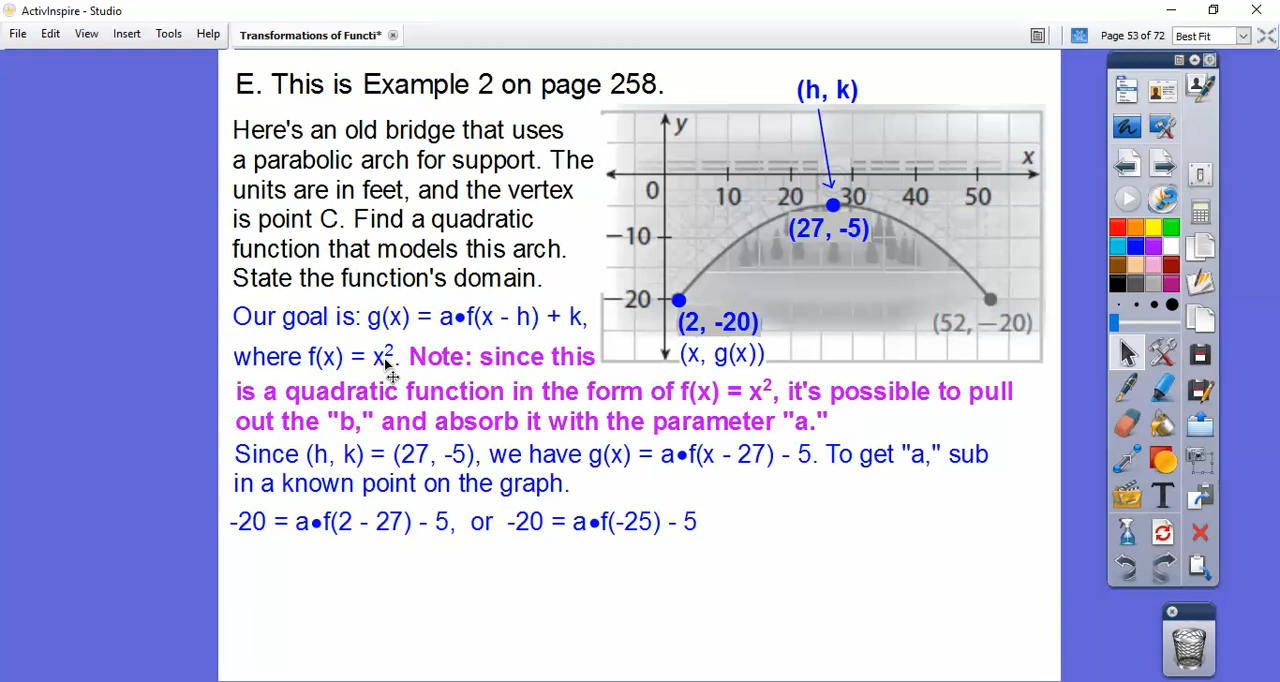 ActivInspire - Studio
File Edit View Insert Tools Help
Transformations of Functi*
Page 53 of 72
Best Fit
E. This is Example 2 on page 258.
Here's an old bridge that uses
a parabolic arch for support. The
units are in feet, and the vertex
is point C. Find a quadratic
function that models this arch.
State the function's domain.
(h, k)
y
x
0 10 20 30 40 50
(27, -5)
−10
−20
(2, -20)
(52, −20)
(x, g(x))
Our goal is: g(x) = a•f(x - h) + k,
where f(x) = x². Note: since this
is a quadratic function in the form of f(x) = x², it's possible to pull
out the "b," and absorb it with the parameter "a."
Since (h, k) = (27, -5), we have g(x) = a•f(x - 27) - 5. To get "a," sub
in a known point on the graph.
-20 = a•f(2 - 27) - 5, or -20 = a•f(-25) - 5